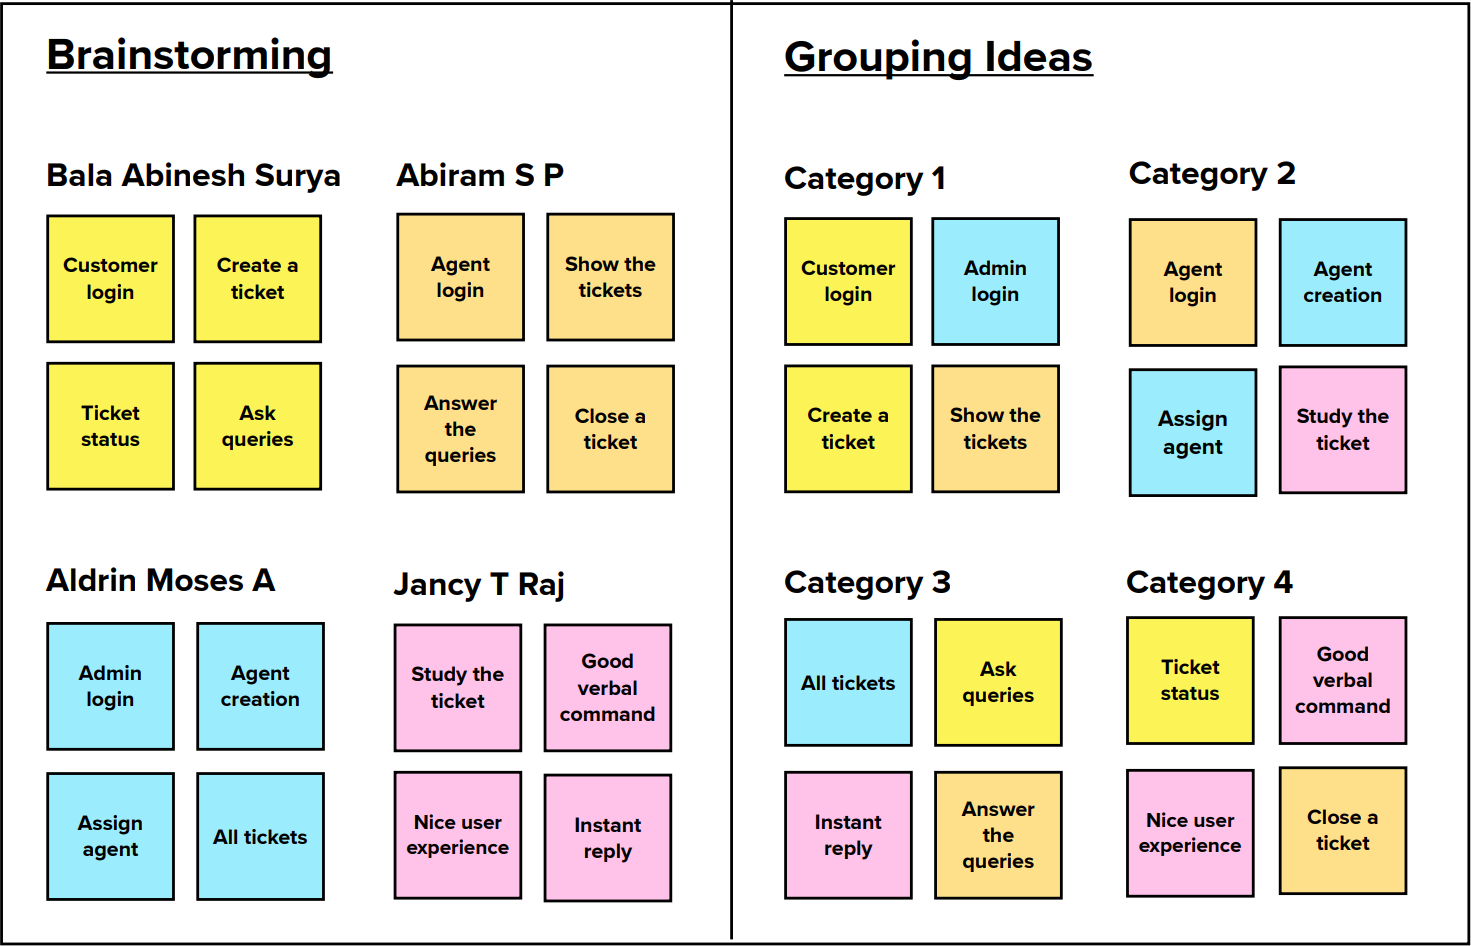 Brainstorming
Bala Abinesh Surya
Customer
login
Create a
ticket
Ticket
status
Ask
queries
Abiram S P
Agent
login
Show the
tickets
Answer
the
queries
Close a
ticket
Aldrin Moses A
Admin
login
Agent
creation
Assign
agent
All tickets
Jancy T Raj
Study the
ticket
Good
verbal
command
Nice user
experience
Instant
reply
Grouping Ideas
Category 1
Customer
login
Admin
login
Create a
ticket
Show the
tickets
Category 2
Agent
login
Agent
creation
Assign
agent
Study the
ticket
Category 3
All tickets
Ask
queries
Instant
reply
Answer
the
queries
Category 4
Ticket
status
Good
verbal
command
Nice user
experience
Close a
ticket